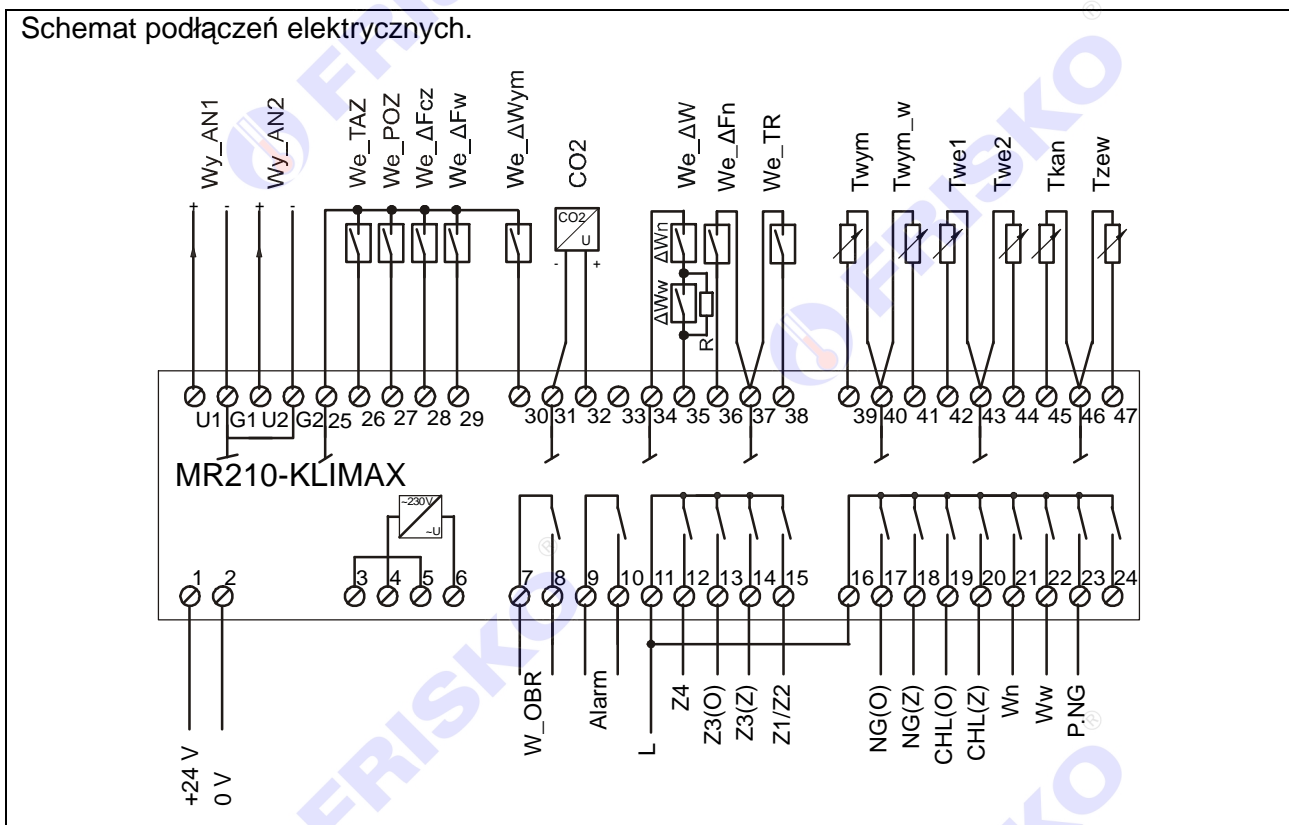 Schemat podłączeń elektrycznych.
FRISKO
FRISKO ®
Wy_AN1
Wy_AN2
We_TAZ
We_POZ
We_ΔFcz
We_ΔFw
We_ΔWym
CO2
We_ΔW
We_ΔFn
We_TR
Twym
Twym_w
Twe1
Twe2
Tkan
Tzew
+ - + -
CO2
U
- +
ΔWn
ΔWw
R
U1 G1 U2 G2 25 26 27 28 29 30 31 32 33 34 35 36 37 38 39 40 41 42 43 44 45 46 47
MR210-KLIMAX
~230V
~U
1 2 3 4 5 6 7 8 9 10 11 12 13 14 15 16 17 18 19 20 21 22 23 24
+24 V
0 V
W_OBR
Alarm
L
Z4
Z3(O)
Z3(Z)
Z1/Z2
NG(O)
NG(Z)
CHL(O)
CHL(Z)
Wn
Ww
P.NG
FRISKO ®
KO ®